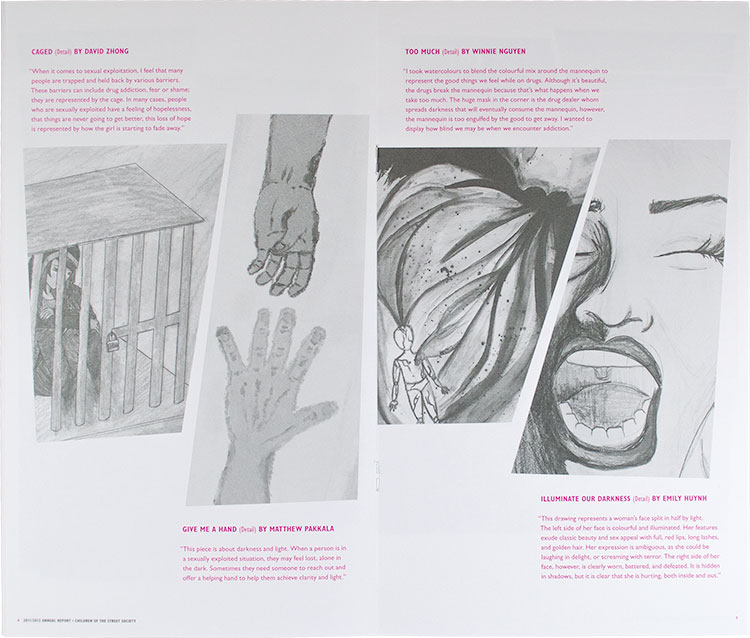 CAGED (Detail) BY DAVID ZHONG
"When it comes to sexual exploitation, I feel that many
people are trapped and held back by various barriers.
These barriers can include drug addiction, fear or shame;
they are represented by the cage. In many cases, people
who are sexually exploited have a feeling of hopelessness,
that things are never going to get better, this loss of hope
is represented by how the girl is starting to fade away."
GIVE ME A HAND (Detail) BY MATTHEW PAKKALA
"This piece is about darkness and light. When a person is in
a sexually exploited situation, they may feel lost, alone in
the dark. Sometimes they need someone to reach out and
offer a helping hand to help them achieve clarity and light."
TOO MUCH (Detail) BY WINNIE NGUYEN
"I took watercolours to blend the colourful mix around the mannequin to
represent the good things we feel while on drugs. Although it's beautiful,
the drugs break the mannequin because that's what happens when we
take too much. The huge mask in the corner is the drug dealer whom
spreads darkness that will eventually consume the mannequin, however,
the mannequin is too engulfed by the good to get away. I wanted to
display how blind we may be when we encounter addiction."
ILLUMINATE OUR DARKNESS (Detail) BY EMILY HUYNH
"This drawing represents a woman's face split in half by light.
The left side of her face is colourful and illuminated. Her features
exude classic beauty and sex appeal with full, red lips, long lashes,
and golden hair. Her expression is ambiguous, as she could be
laughing in delight, or screaming with terror. The right side of her
face, however, is clearly worn, battered, and defeated. It is hidden
in shadows, but it is clear that she is hurting, both inside and out."
2011/2012 ANNUAL REPORT • CHILDREN OF THE STREET SOCIETY